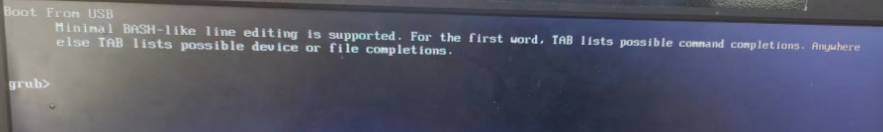 Boot From USB
Minimal BASH-like line editing is supported. For the first word, TAB lists possible command completions. Anywhere
else TAB lists possible device or file completions.
grub>